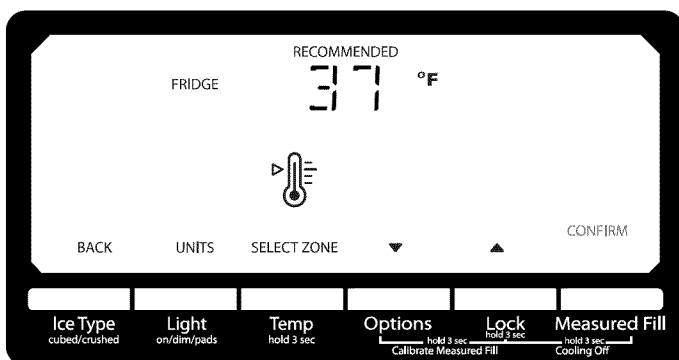 RECOMMENDED
FRIDGE 37 °F
BACK UNITS SELECT ZONE CONFIRM
Ice Type Light Temp Options Lock Measured Fill
cubed/crushed on/dim/pads hold 3 sec hold 3 sec
hold 3 sec hold 3 sec
Calibrate Measured Fill Cooling Off